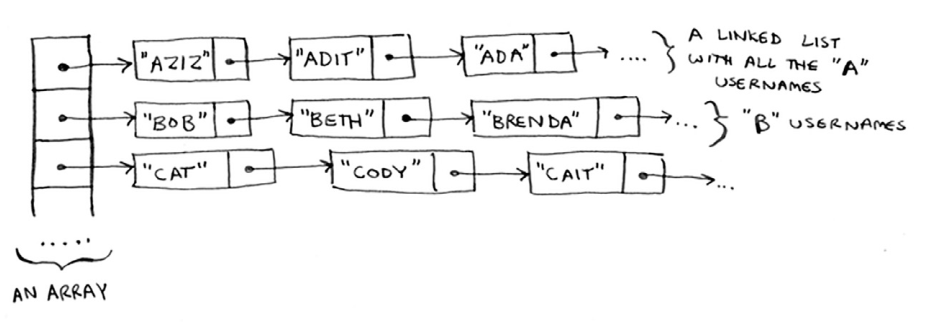 "AZIZ" "ADIT" "ADA" .... A LINKED LIST
WITH ALL THE "A"
USERNAMES
"BOB" "BETH" "BRENDA" ... "B" USERNAMES
"CAT" "CODY" "CAIT" ...
.....
AN ARRAY